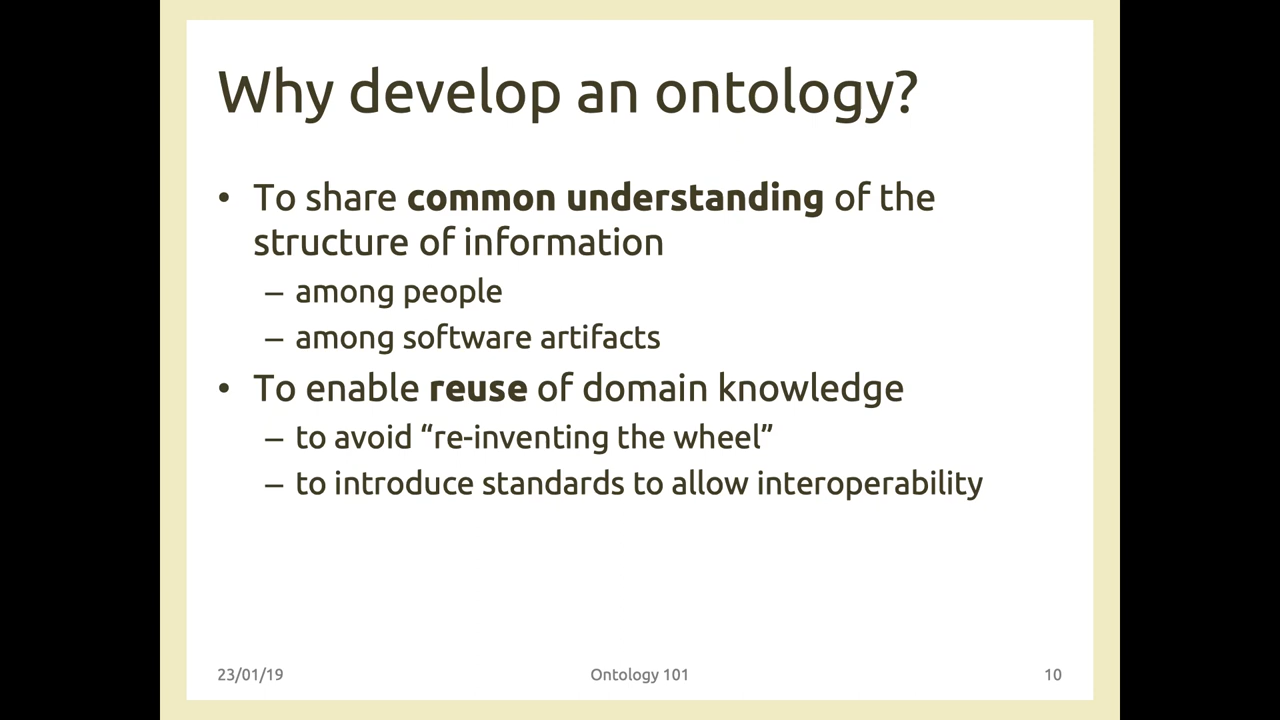 Why develop an ontology?
• To share common understanding of the
structure of information
– among people
– among software artifacts
• To enable reuse of domain knowledge
– to avoid “re-inventing the wheel”
– to introduce standards to allow interoperability
23/01/19 Ontology 101 10